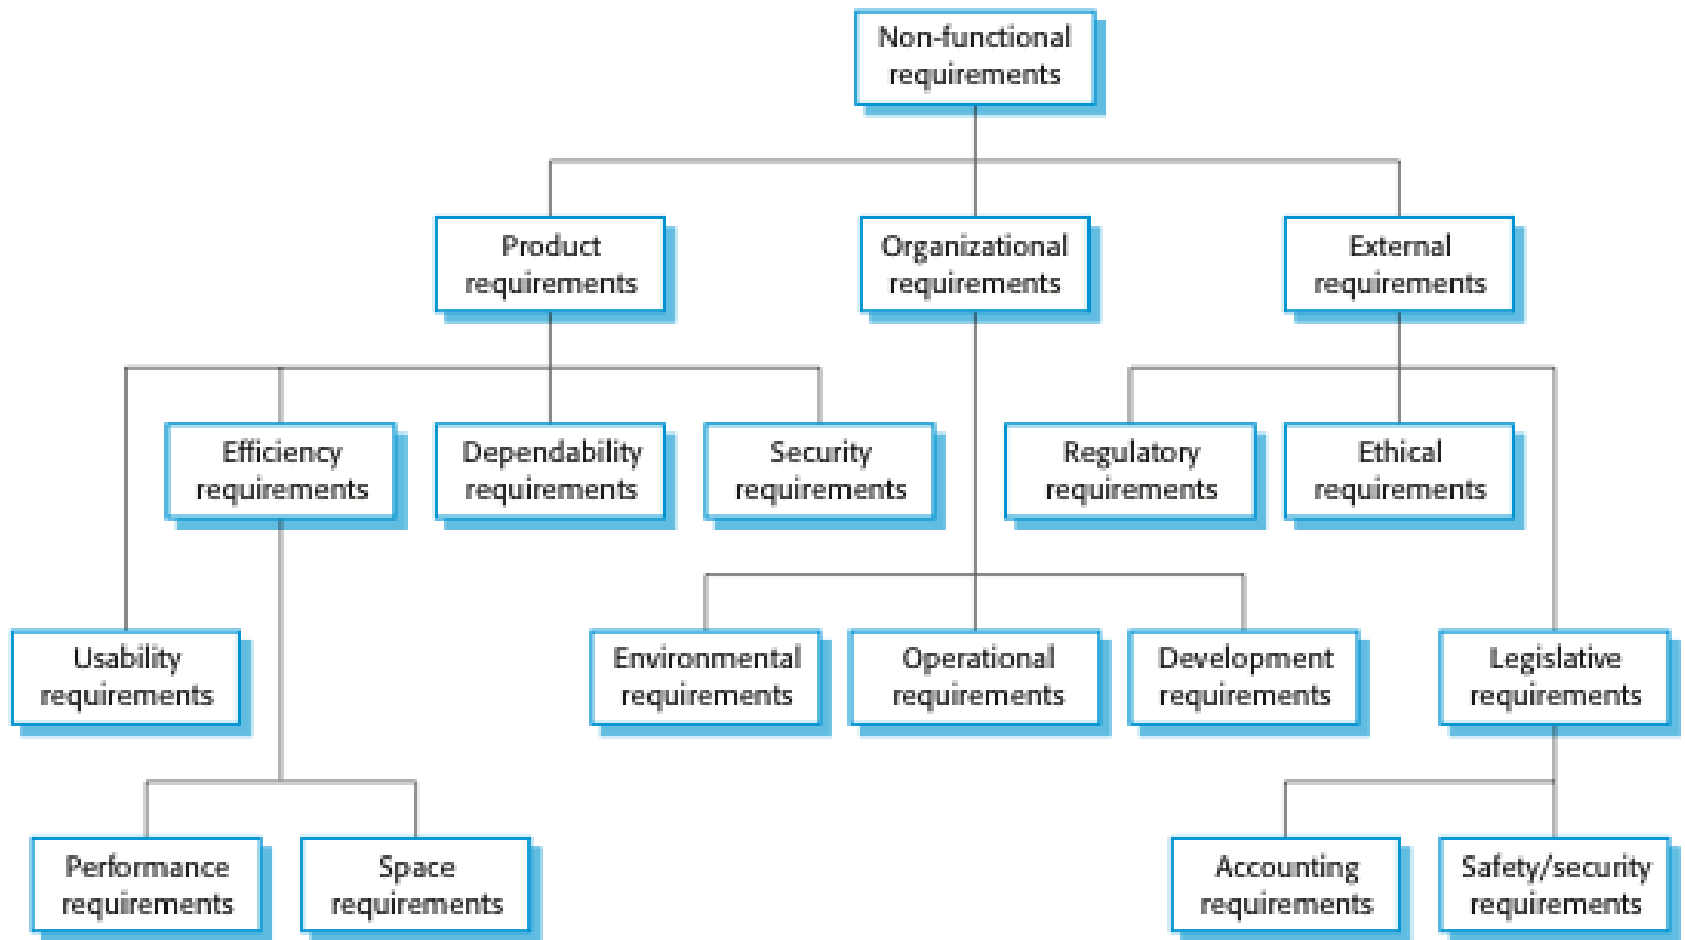 Non-functional
requirements
Product
requirements
Organizational
requirements
External
requirements
Efficiency
requirements
Dependability
requirements
Security
requirements
Regulatory
requirements
Ethical
requirements
Usability
requirements
Environmental
requirements
Operational
requirements
Development
requirements
Legislative
requirements
Performance
requirements
Space
requirements
Accounting
requirements
Safety/security
requirements